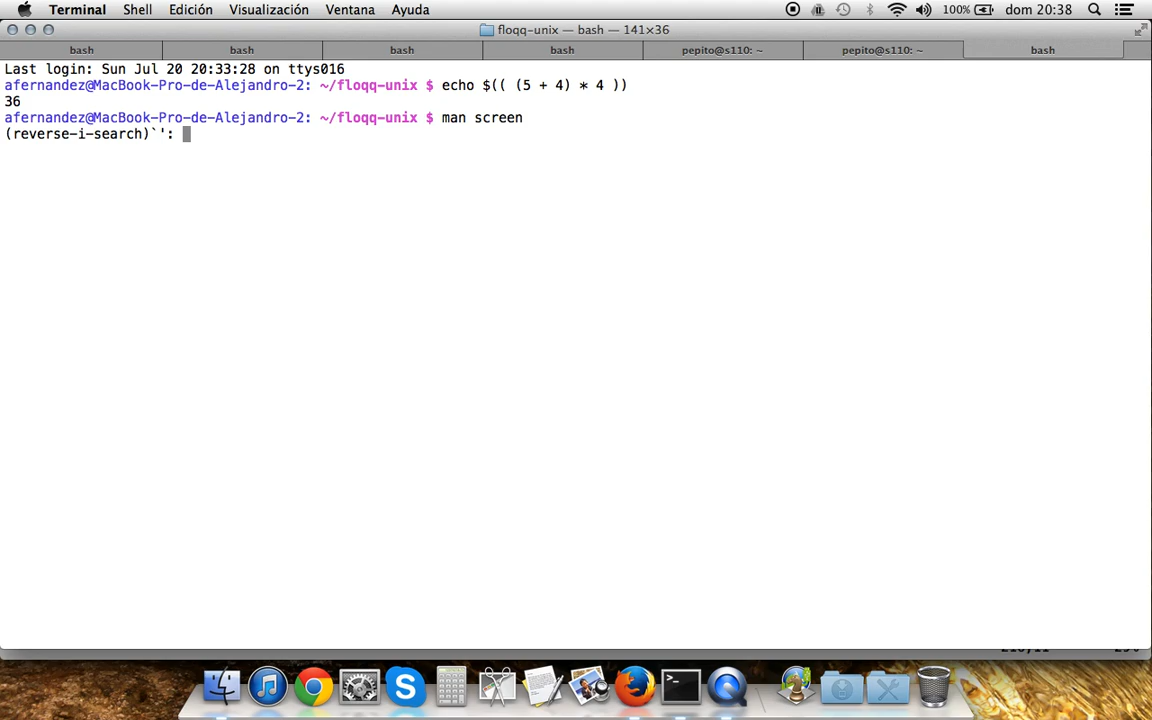 Terminal Shell Edición Visualización Ventana Ayuda 100% dom 20:38
floqq-unix — bash — 141×36
bash bash bash bash pepito@s110: ~ pepito@s110: ~ bash
Last login: Sun Jul 20 20:33:28 on ttys016
afernandez@MacBook-Pro-de-Alejandro-2: ~/floqq-unix $ echo $(( (5 + 4) * 4 ))
36
afernandez@MacBook-Pro-de-Alejandro-2: ~/floqq-unix $ man screen
(reverse-i-search)`':